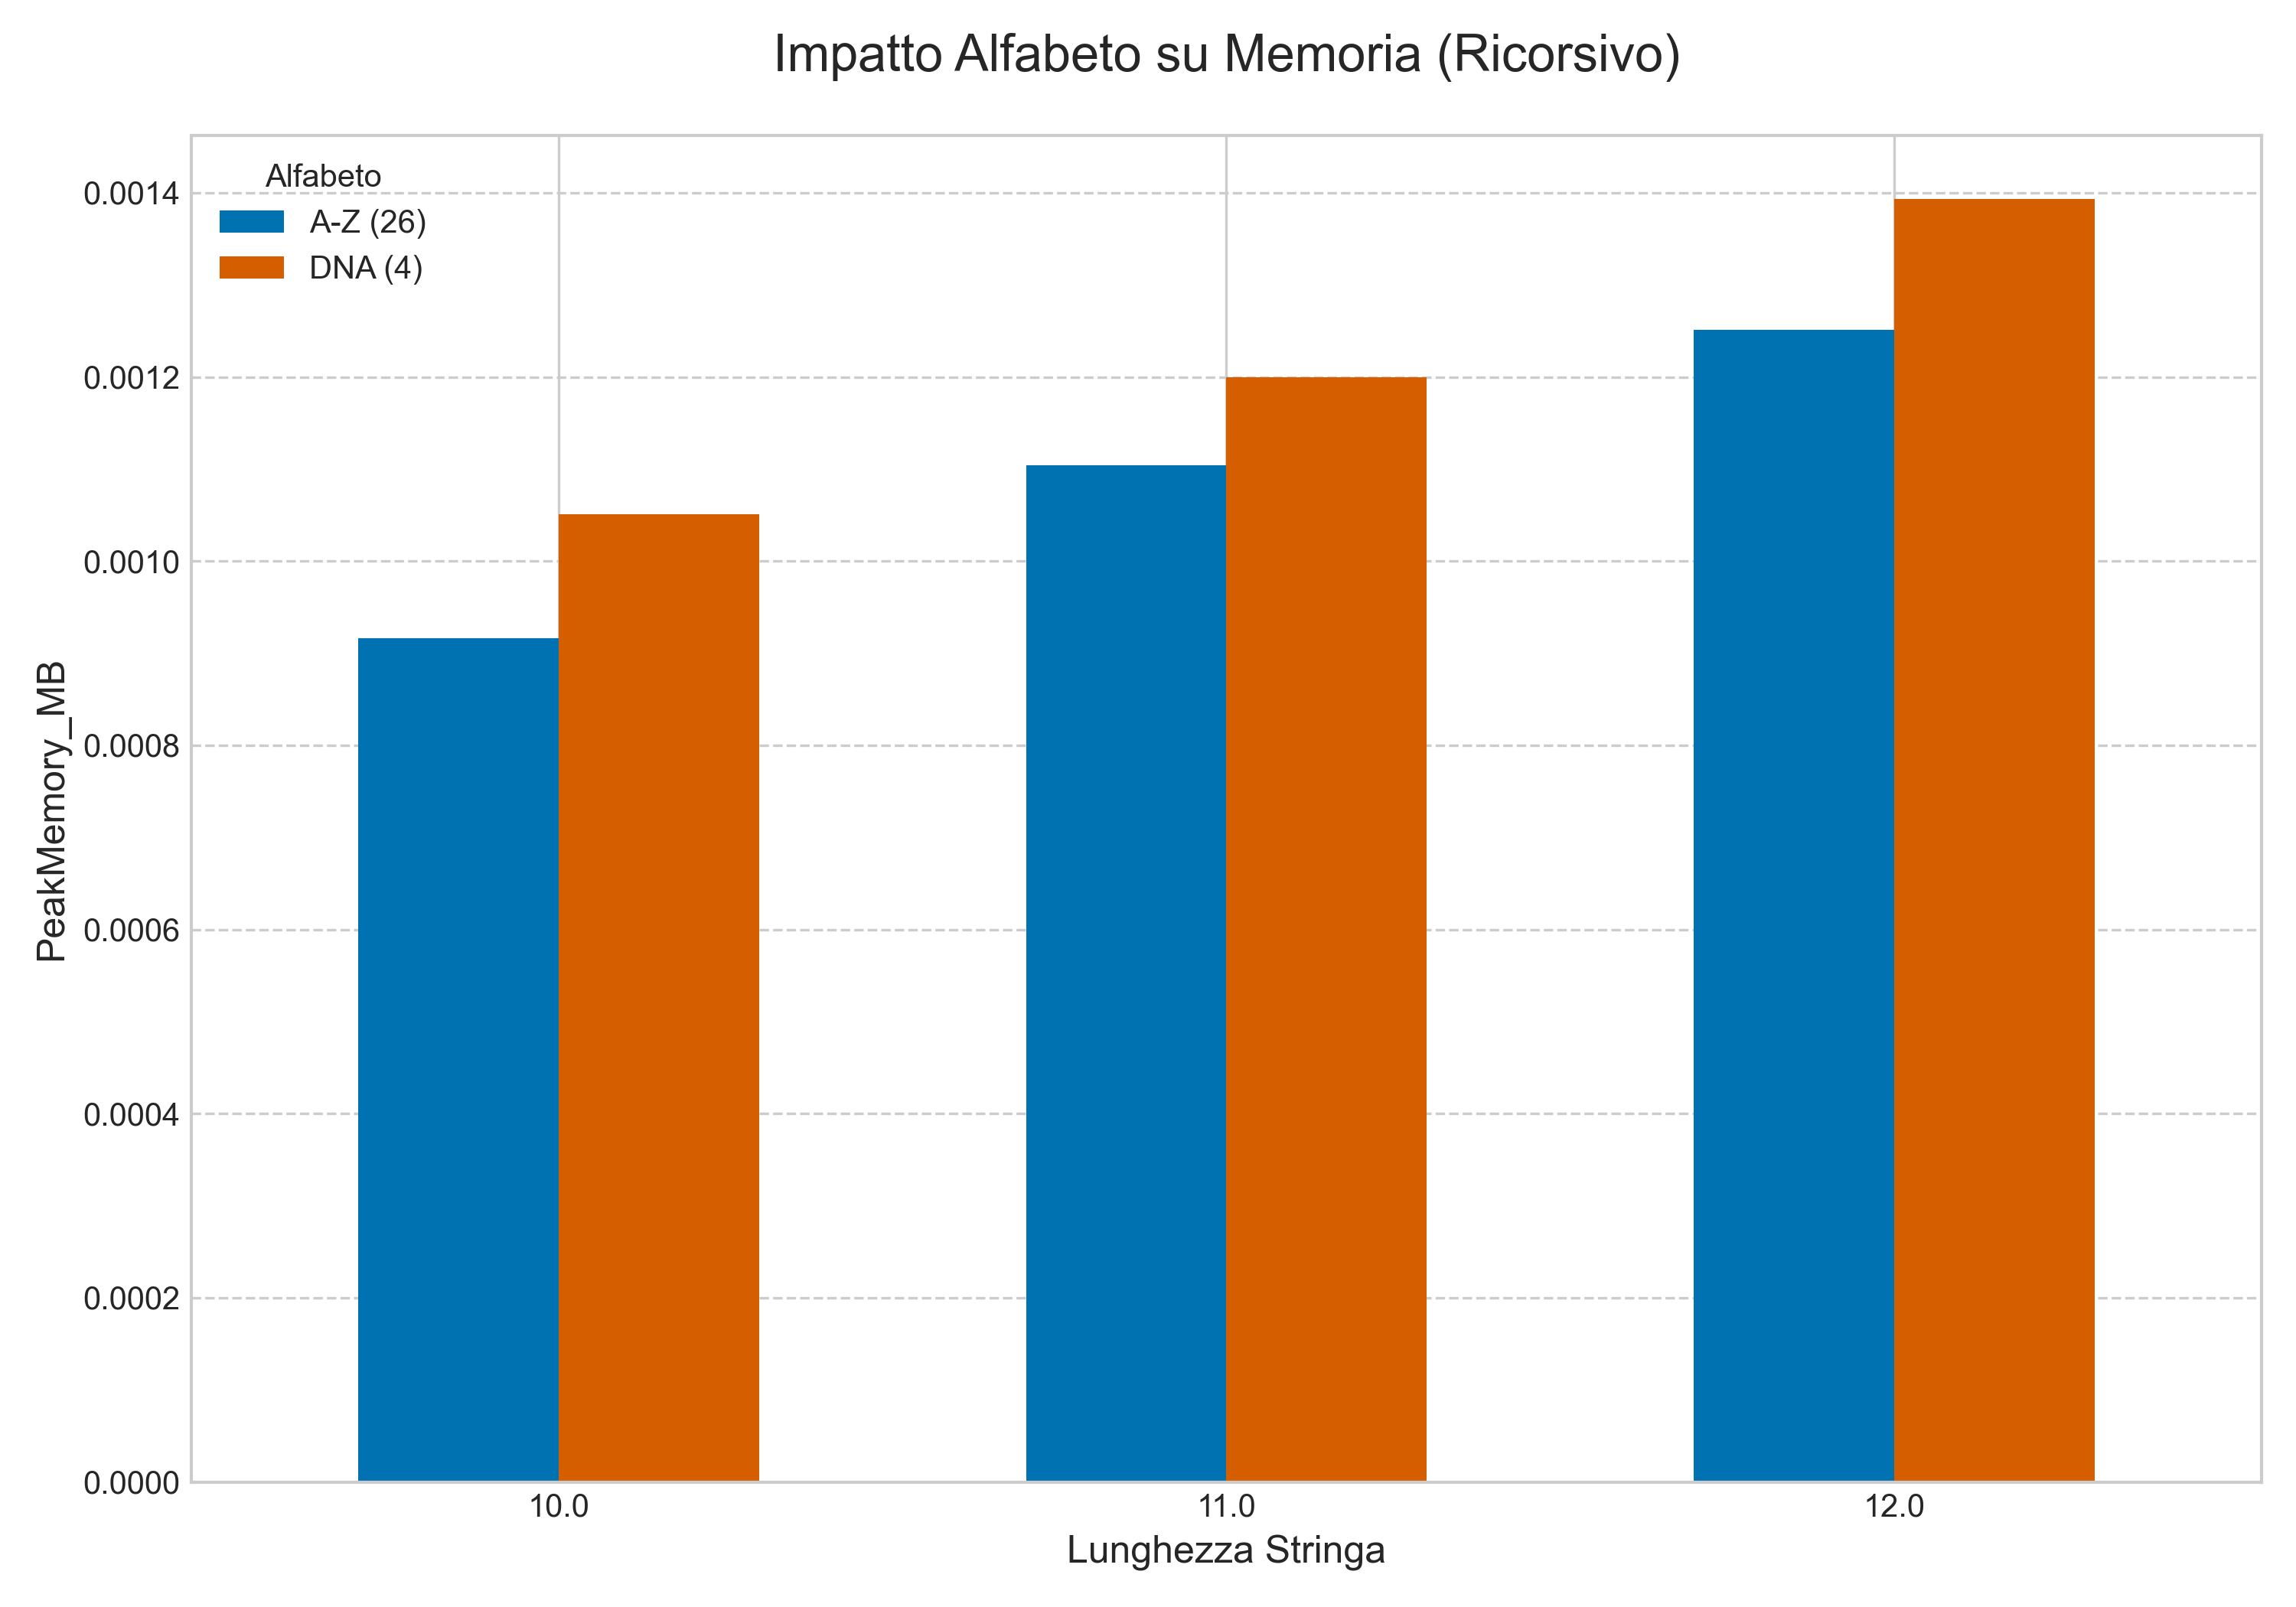 Impatto Alfabeto su Memoria (Ricorsivo)
Alfabeto
A-Z (26)
DNA (4)
PeakMemory_MB
0.0014
0.0012
0.0010
0.0008
0.0006
0.0004
0.0002
0.0000
10.0
11.0
12.0
Lunghezza Stringa